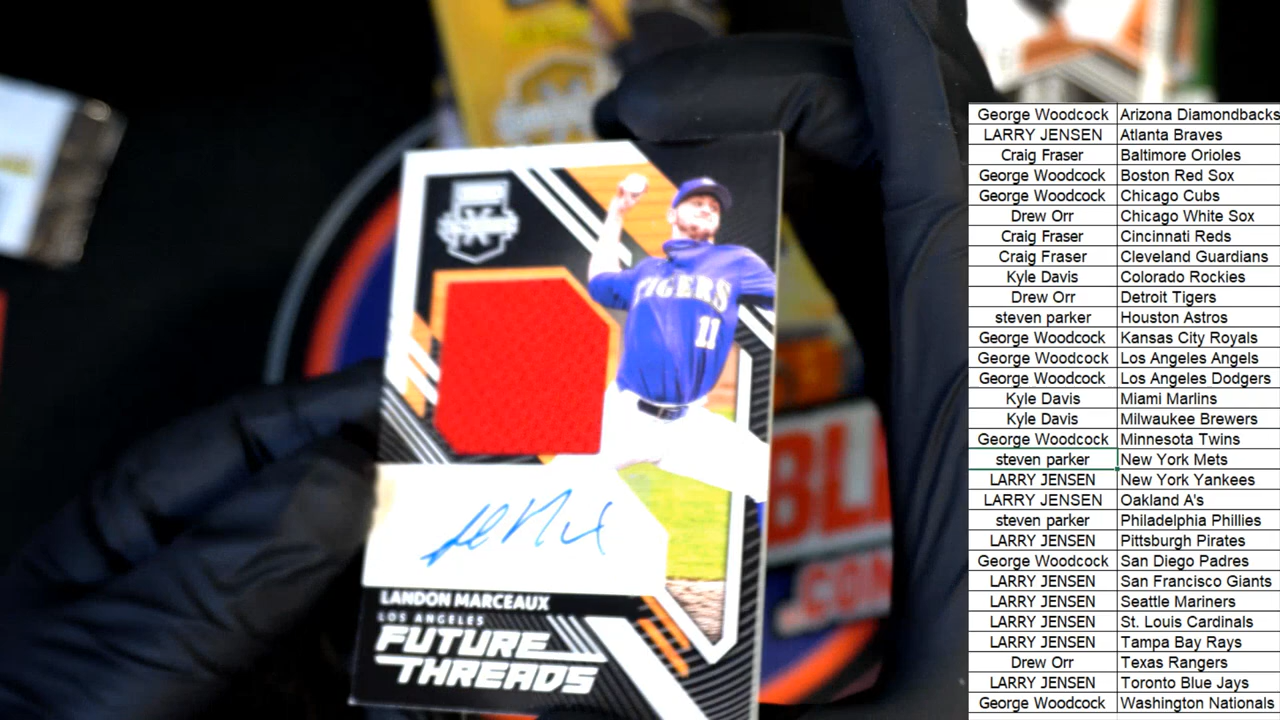 TIGERS
11
LANDON MARCEAUX
LOS ANGELES
FUTURE
THREADS
BL
.CO
George Woodcock Arizona Diamondbacks
LARRY JENSEN Atlanta Braves
Craig Fraser Baltimore Orioles
George Woodcock Boston Red Sox
George Woodcock Chicago Cubs
Drew Orr Chicago White Sox
Craig Fraser Cincinnati Reds
Craig Fraser Cleveland Guardians
Kyle Davis Colorado Rockies
Drew Orr Detroit Tigers
steven parker Houston Astros
George Woodcock Kansas City Royals
George Woodcock Los Angeles Angels
George Woodcock Los Angeles Dodgers
Kyle Davis Miami Marlins
Kyle Davis Milwaukee Brewers
George Woodcock Minnesota Twins
steven parker New York Mets
LARRY JENSEN New York Yankees
LARRY JENSEN Oakland A's
steven parker Philadelphia Phillies
LARRY JENSEN Pittsburgh Pirates
George Woodcock San Diego Padres
LARRY JENSEN San Francisco Giants
LARRY JENSEN Seattle Mariners
LARRY JENSEN St. Louis Cardinals
LARRY JENSEN Tampa Bay Rays
Drew Orr Texas Rangers
LARRY JENSEN Toronto Blue Jays
George Woodcock Washington Nationals